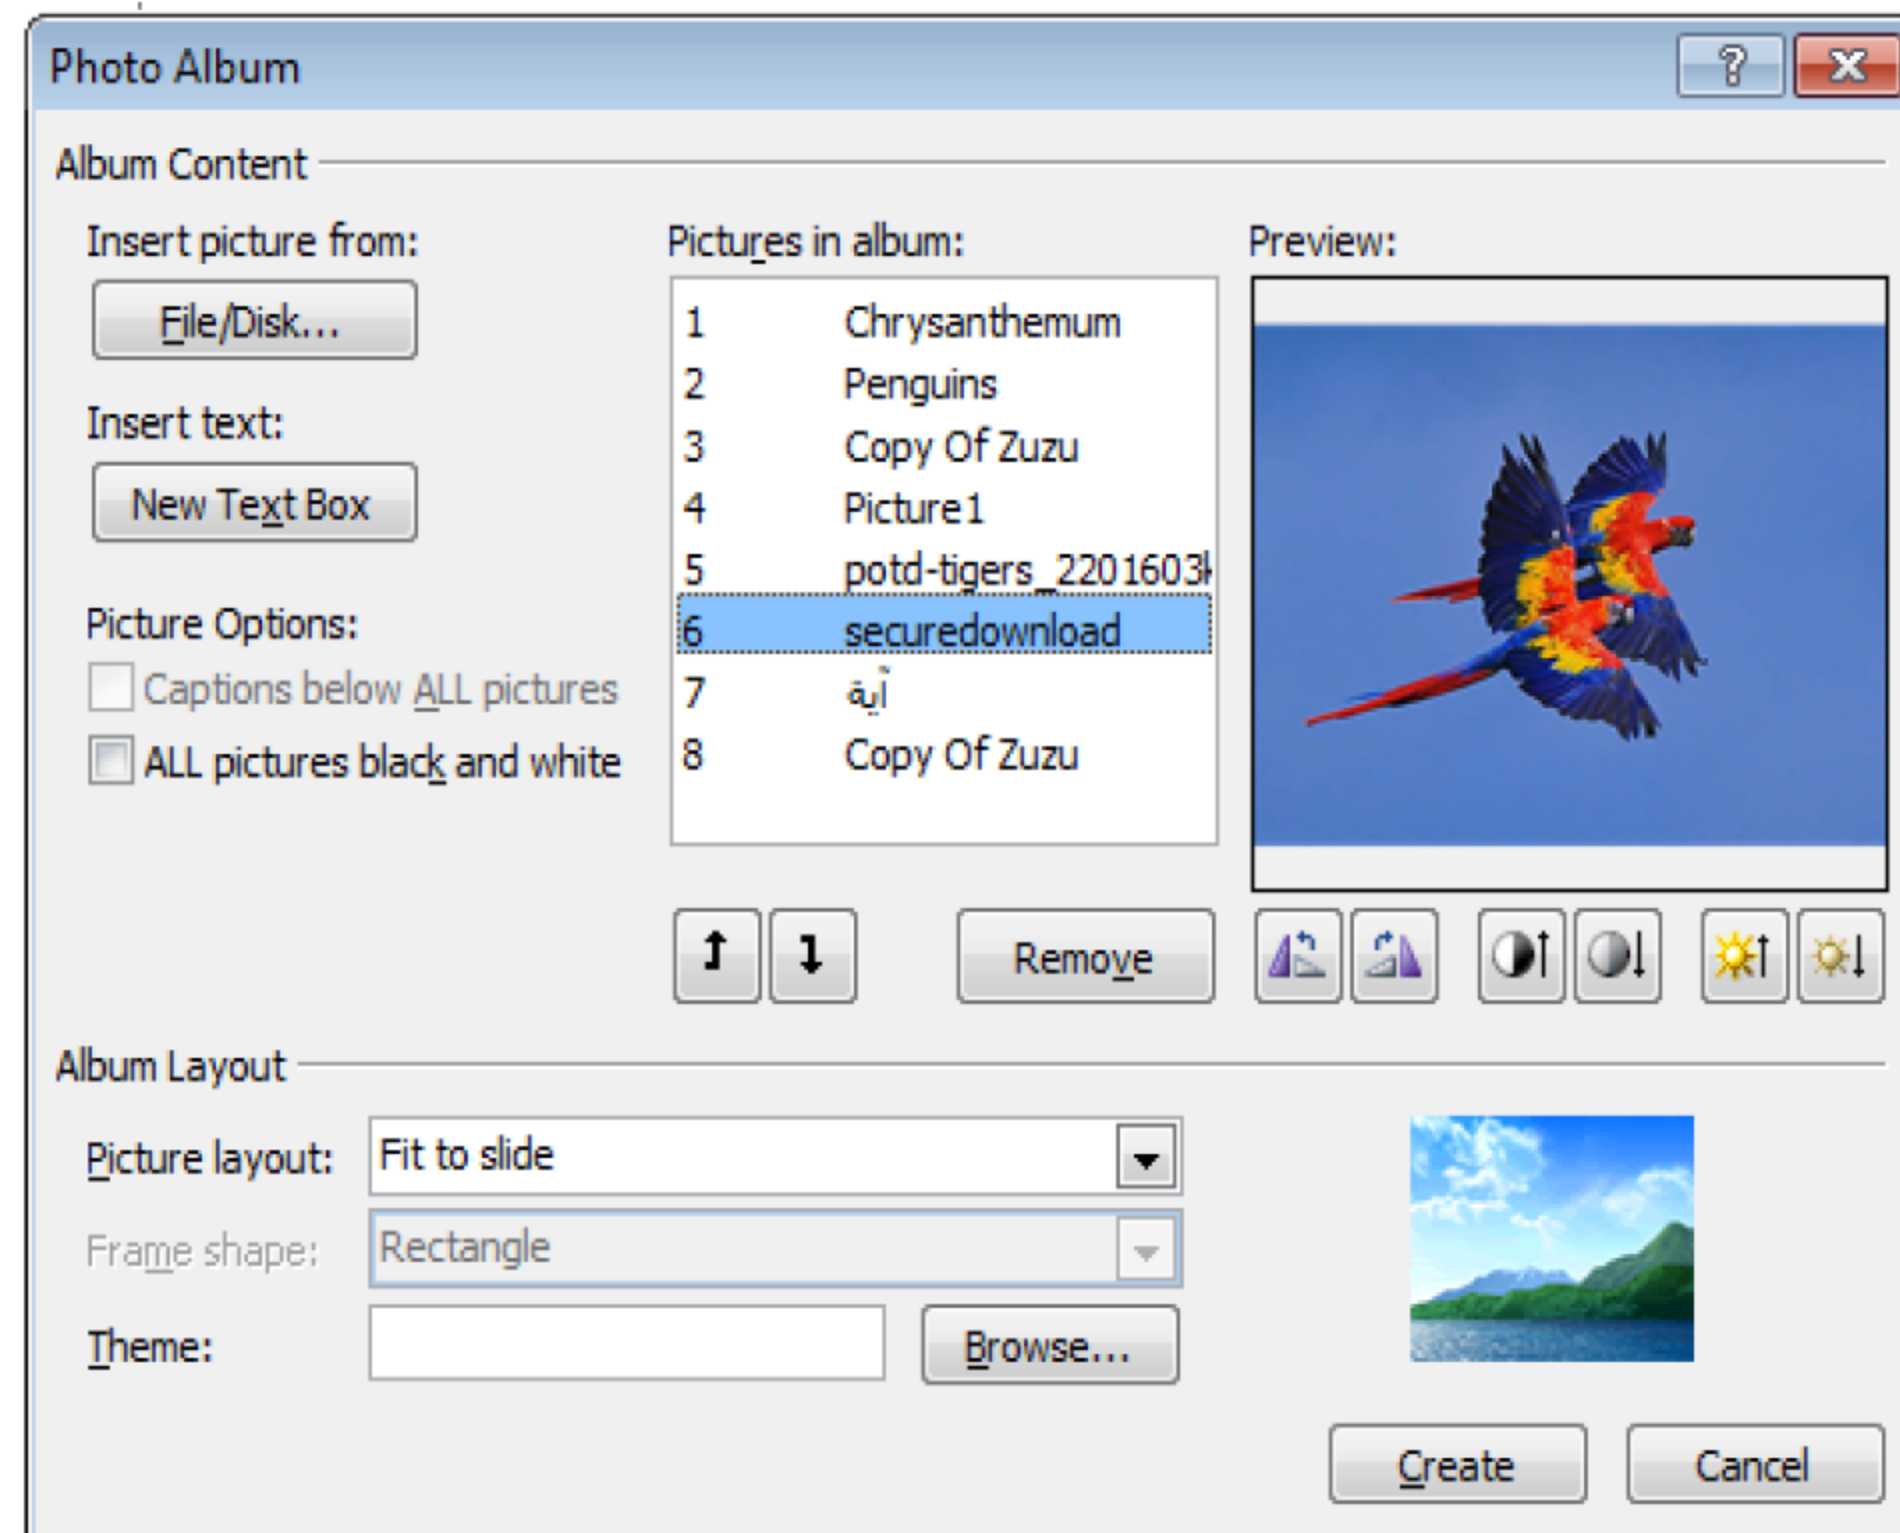 Photo Album
Album Content
Insert picture from:
File/Disk...
Insert text:
New Text Box
Picture Options:
Captions below ALL pictures
ALL pictures black and white
Pictures in album:
1 Chrysanthemum
2 Penguins
3 Copy Of Zuzu
4 Picture1
5 potd-tigers_2201603k
6 securedownload
7 آية
8 Copy Of Zuzu
Remove
Preview:
Album Layout
Picture layout: Fit to slide
Frame shape: Rectangle
Theme:
Browse...
Create
Cancel